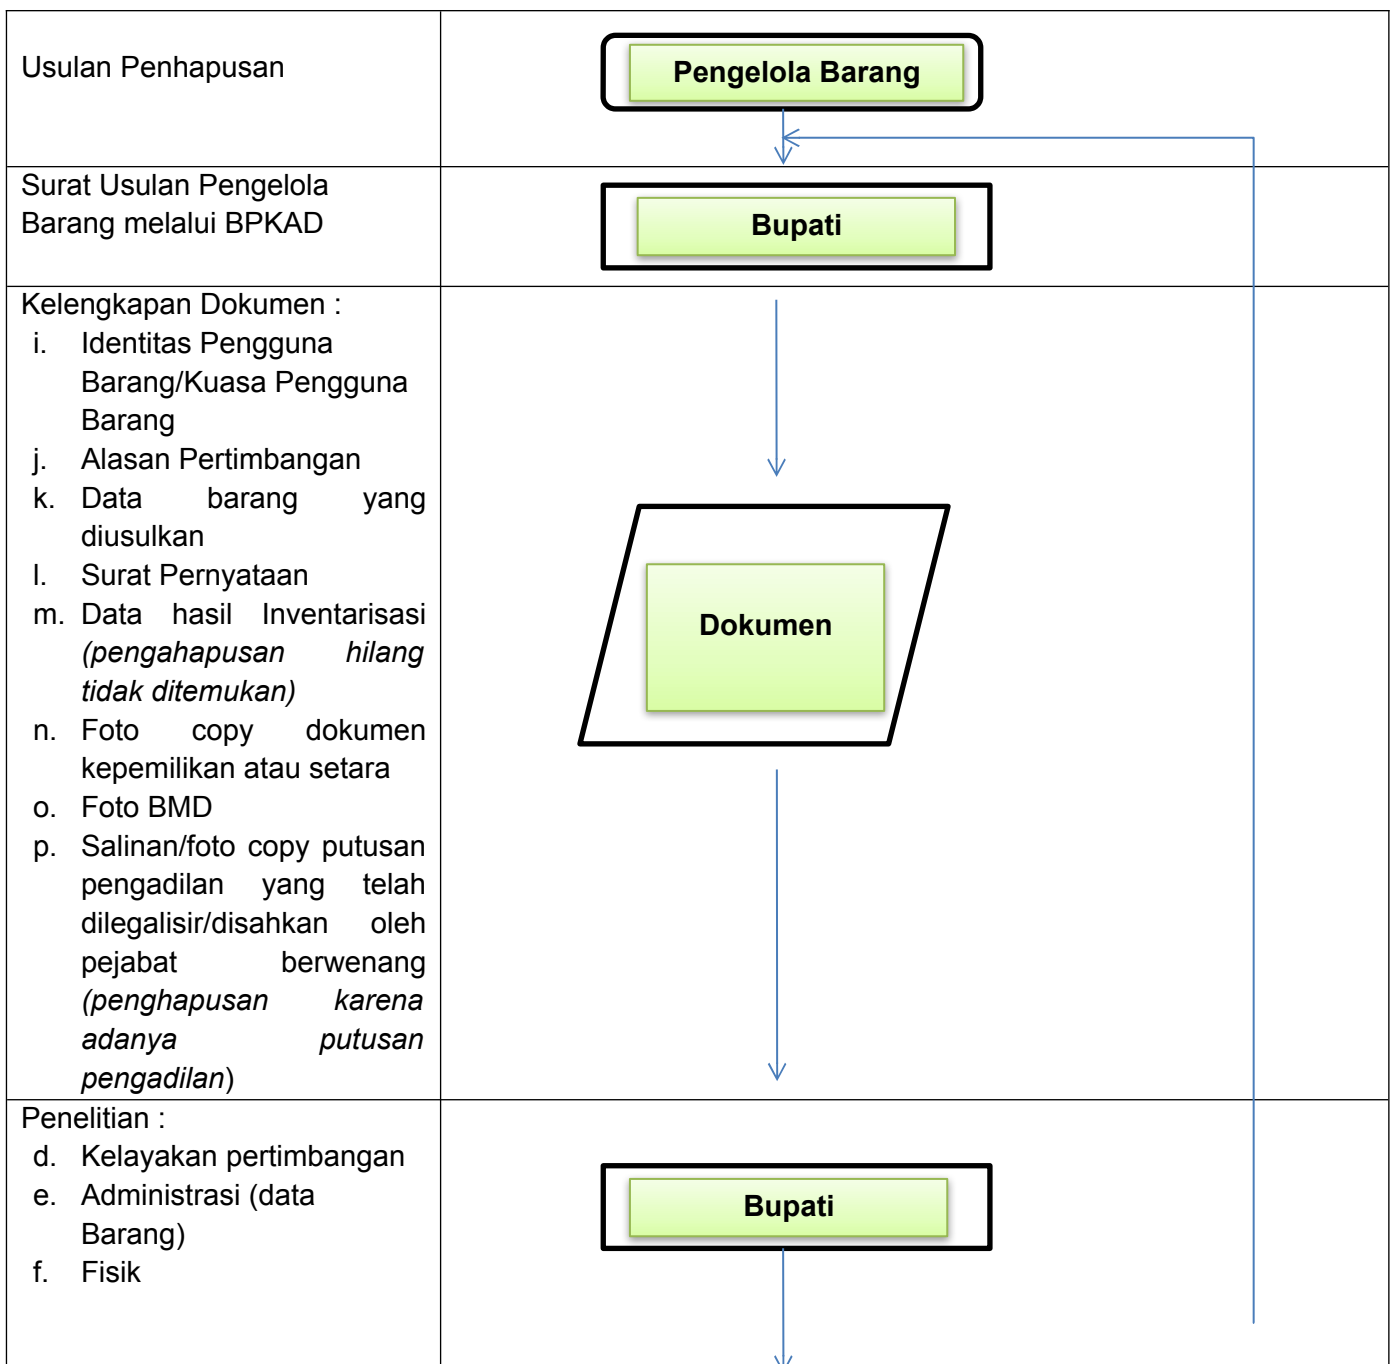 Usulan Penhapusan
Pengelola Barang
Surat Usulan Pengelola
Barang melalui BPKAD
Bupati
Kelengkapan Dokumen :
i. Identitas Pengguna
Barang/Kuasa Pengguna
Barang
j. Alasan Pertimbangan
k. Data barang yang
diusulkan
l. Surat Pernyataan
m. Data hasil Inventarisasi
(pengahapusan hilang
tidak ditemukan)
n. Foto copy dokumen
kepemilikan atau setara
o. Foto BMD
p. Salinan/foto copy putusan
pengadilan yang telah
dilegalisir/disahkan oleh
pejabat berwenang
(penghapusan karena
adanya putusan
pengadilan)
Dokumen
Penelitian :
d. Kelayakan pertimbangan
e. Administrasi (data
Barang)
f. Fisik
Bupati